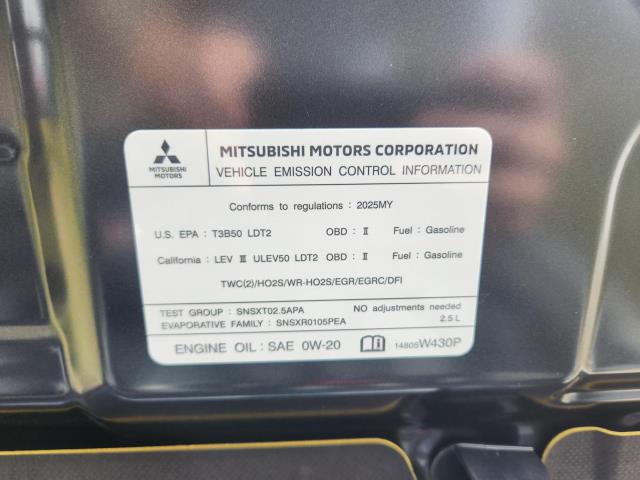 MITSUBISHI MOTORS
MITSUBISHI MOTORS CORPORATION
VEHICLE EMISSION CONTROL INFORMATION
Conforms to regulations : 2025MY
U.S. EPA : T3B50 LDT2 OBD : II Fuel : Gasoline
California : LEV III ULEV50 LDT2 OBD : II Fuel : Gasoline
TWC(2)/HO2S/WR-HO2S/EGR/EGRC/DFI
TEST GROUP : SNSXT02.5APA NO adjustments needed
EVAPORATIVE FAMILY : SNSXR0105PEA 2.5 L
ENGINE OIL : SAE 0W-20 14805W430P